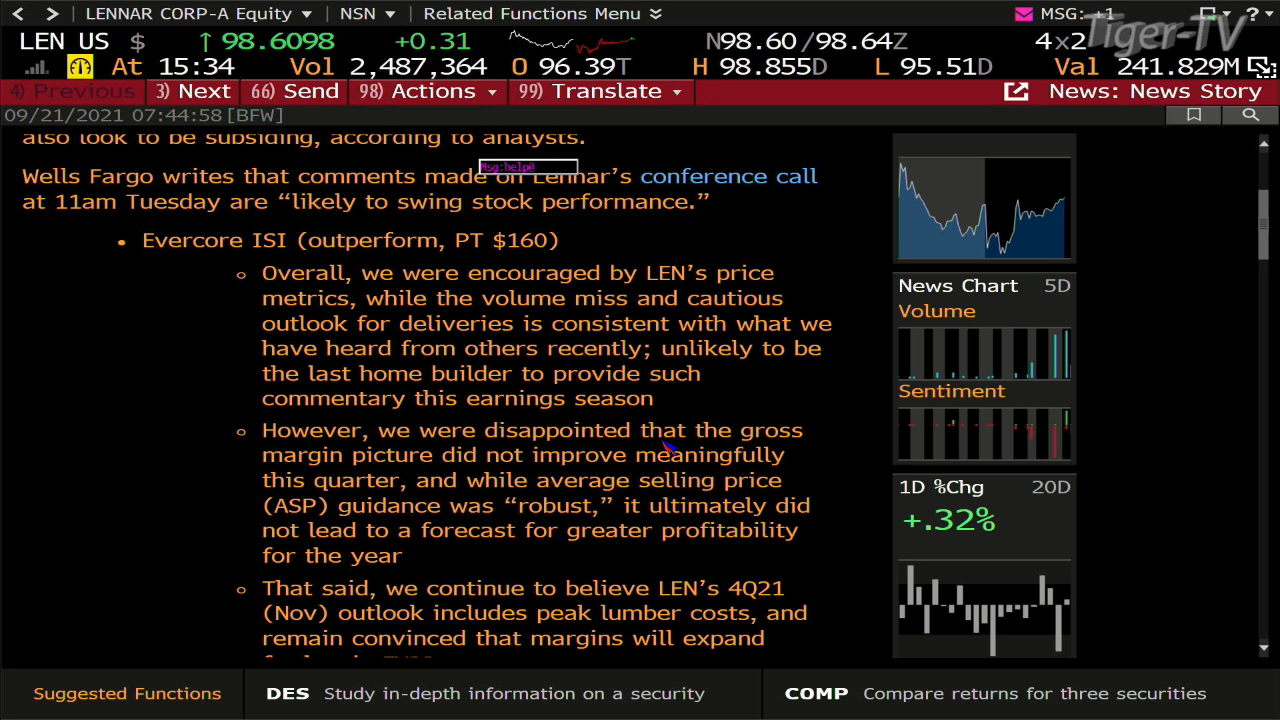 LENNAR CORP-A Equity NSN Related Functions Menu MSG: +1 ?
Tiger-TV
LEN US $ ↑ 98.6098 +0.31 N98.60/98.64Z 4x2
At 15:34 Vol 2,487,364 O 96.39T H 98.855D L 95.51D Val 241.829M
4) Previous 3) Next 66) Send 98) Actions 99) Translate News: News Story
09/21/2021 07:44:58 [BFW]
also look to be subsiding, according to analysts.
Msg:help@
Wells Fargo writes that comments made on Lennar's conference call
at 11am Tuesday are “likely to swing stock performance.”
• Evercore ISI (outperform, PT $160)
○ Overall, we were encouraged by LEN's price
metrics, while the volume miss and cautious
outlook for deliveries is consistent with what we
have heard from others recently; unlikely to be
the last home builder to provide such
commentary this earnings season
○ However, we were disappointed that the gross
margin picture did not improve meaningfully
this quarter, and while average selling price
(ASP) guidance was “robust,” it ultimately did
not lead to a forecast for greater profitability
for the year
○ That said, we continue to believe LEN's 4Q21
(Nov) outlook includes peak lumber costs, and
remain convinced that margins will expand
News Chart 5D
Volume
Sentiment
1D %Chg 20D
+.32%
Suggested Functions DES Study in-depth information on a security COMP Compare returns for three securities